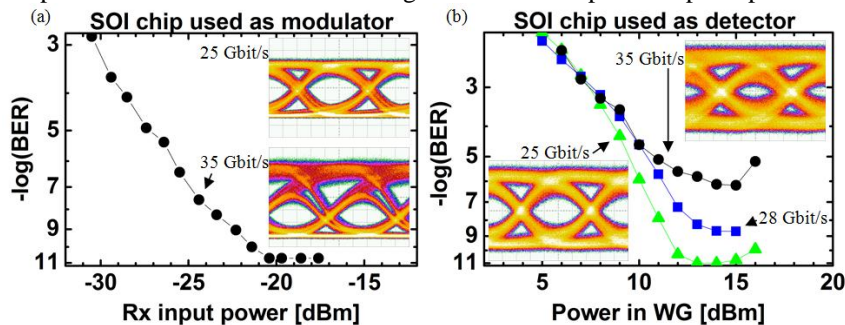 (a) SOI chip used as modulator
25 Gbit/s
35 Gbit/s
-log(BER)
3
5
7
9
11
-30 -25 -20 -15
Rx input power [dBm]
(b) SOI chip used as detector
35 Gbit/s
25 Gbit/s
28 Gbit/s
-log(BER)
3
5
7
9
11
0 5 10 15 20
Power in WG [dBm]